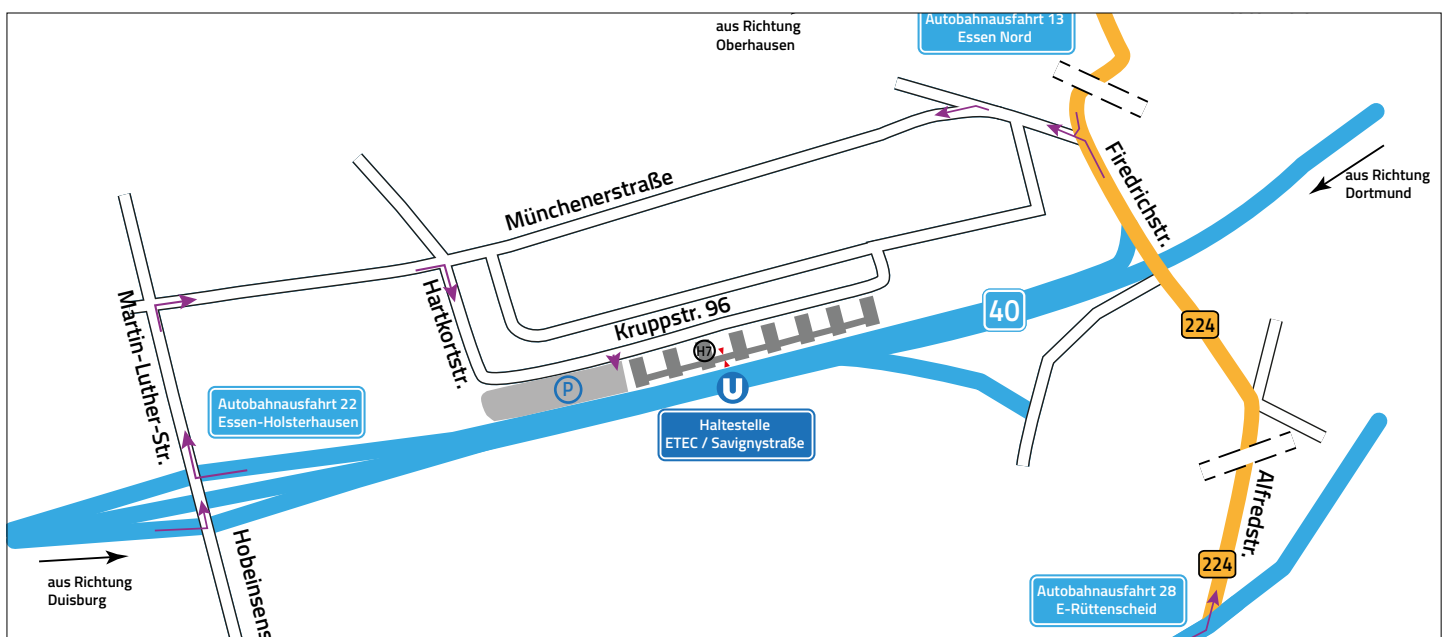 aus Richtung
Oberhausen
Autobahnausfahrt 13
Essen Nord
Firedrichstr.
aus Richtung
Dortmund
Münchenerstraße
Martin-Luther-Str.
Hartkortstr.
Kruppstr. 96
40
224
H7
P
U
Autobahnausfahrt 22
Essen-Holsterhausen
Haltestelle
ETEC / Savignystraße
Alfredstr.
Hobeinsens
224
aus Richtung
Duisburg
Autobahnausfahrt 28
E-Rüttenscheid